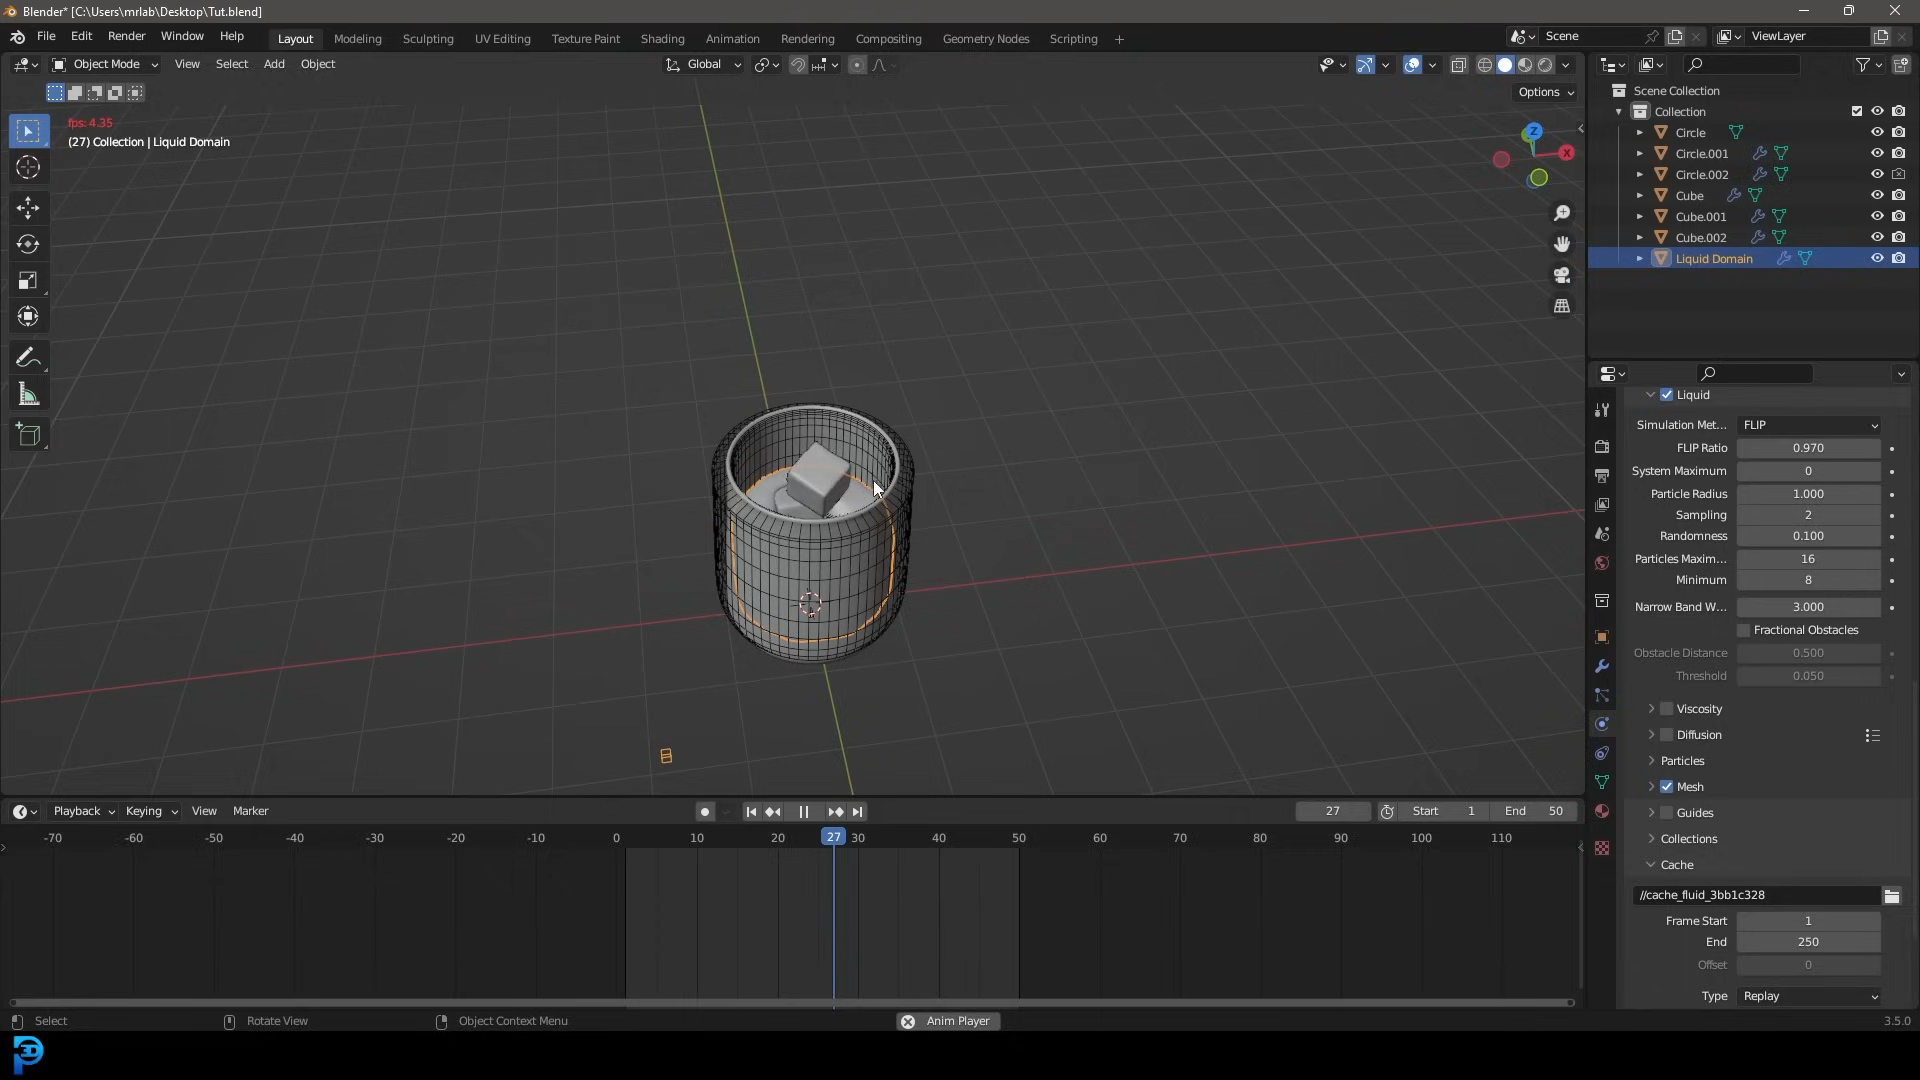 Blender* [C:\Users\mrlab\Desktop\Tut.blend]
File Edit Render Window Help Layout Modeling Sculpting UV Editing Texture Paint Shading Animation Rendering Compositing Geometry Nodes Scripting + Scene ViewLayer
Object Mode View Select Add Object Global
Options
fps: 4.35
(27) Collection | Liquid Domain
Z
X
Scene Collection
Collection
Circle
Circle.001
Circle.002
Cube
Cube.001
Cube.002
Liquid Domain
Liquid
Simulation Met... FLIP
FLIP Ratio 0.970
System Maximum 0
Particle Radius 1.000
Sampling 2
Randomness 0.100
Particles Maxim... 16
Minimum 8
Narrow Band W... 3.000
Fractional Obstacles
Obstacle Distance 0.500
Threshold 0.050
Viscosity
Diffusion
Particles
Mesh
Guides
Collections
Cache
//cache_fluid_3bb1c328
Frame Start 1
End 250
Offset 0
Type Replay
Playback Keying View Marker 27 Start 1 End 50
-70 -60 -50 -40 -30 -20 -10 0 10 20 27 30 40 50 60 70 80 90 100 110
Select Rotate View Object Context Menu Anim Player 3.5.0